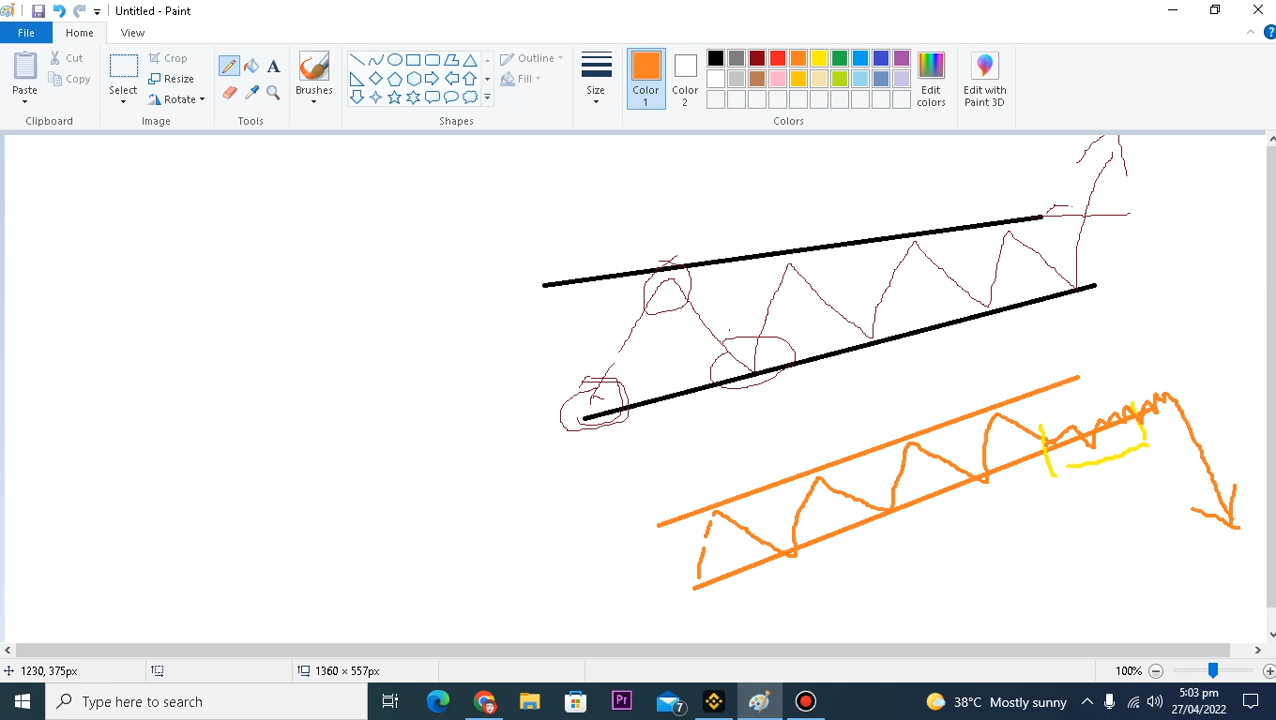 Untitled - Paint
File
Home
View
Paste
Cut
Copy
Clipboard
Select
Crop
Resize
Rotate
Image
A
Tools
Brushes
Outline
Fill
Shapes
Size
Color 1
Color 2
Edit colors
Colors
Edit with Paint 3D
1230, 375px
1360 × 557px
100%
Type here to search
Pr
7
38°C Mostly sunny
5:03 pm
27/04/2022